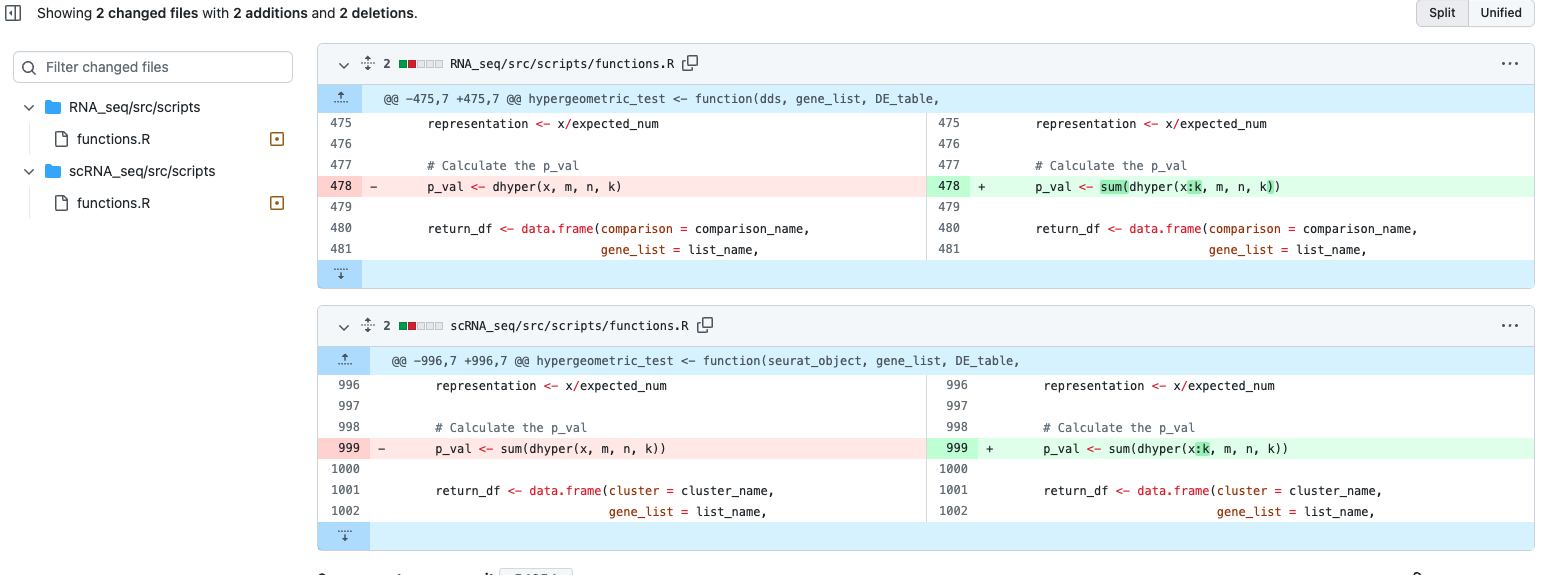 Showing 2 changed files with 2 additions and 2 deletions.
Split Unified
Filter changed files
RNA_seq/src/scripts
functions.R
scRNA_seq/src/scripts
functions.R
2 RNA_seq/src/scripts/functions.R
@@ -475,7 +475,7 @@ hypergeometric_test <- function(dds, gene_list, DE_table,
475 representation <- x/expected_num
476
477 # Calculate the p_val
478 - p_val <- dhyper(x, m, n, k)
479
480 return_df <- data.frame(comparison = comparison_name,
481 gene_list = list_name,
475 representation <- x/expected_num
476
477 # Calculate the p_val
478 + p_val <- sum(dhyper(x:k, m, n, k))
479
480 return_df <- data.frame(comparison = comparison_name,
481 gene_list = list_name,
2 scRNA_seq/src/scripts/functions.R
@@ -996,7 +996,7 @@ hypergeometric_test <- function(seurat_object, gene_list, DE_table,
996 representation <- x/expected_num
997
998 # Calculate the p_val
999 - p_val <- sum(dhyper(x, m, n, k))
1000
1001 return_df <- data.frame(cluster = cluster_name,
1002 gene_list = list_name,
996 representation <- x/expected_num
997
998 # Calculate the p_val
999 + p_val <- sum(dhyper(x:k, m, n, k))
1000
1001 return_df <- data.frame(cluster = cluster_name,
1002 gene_list = list_name,